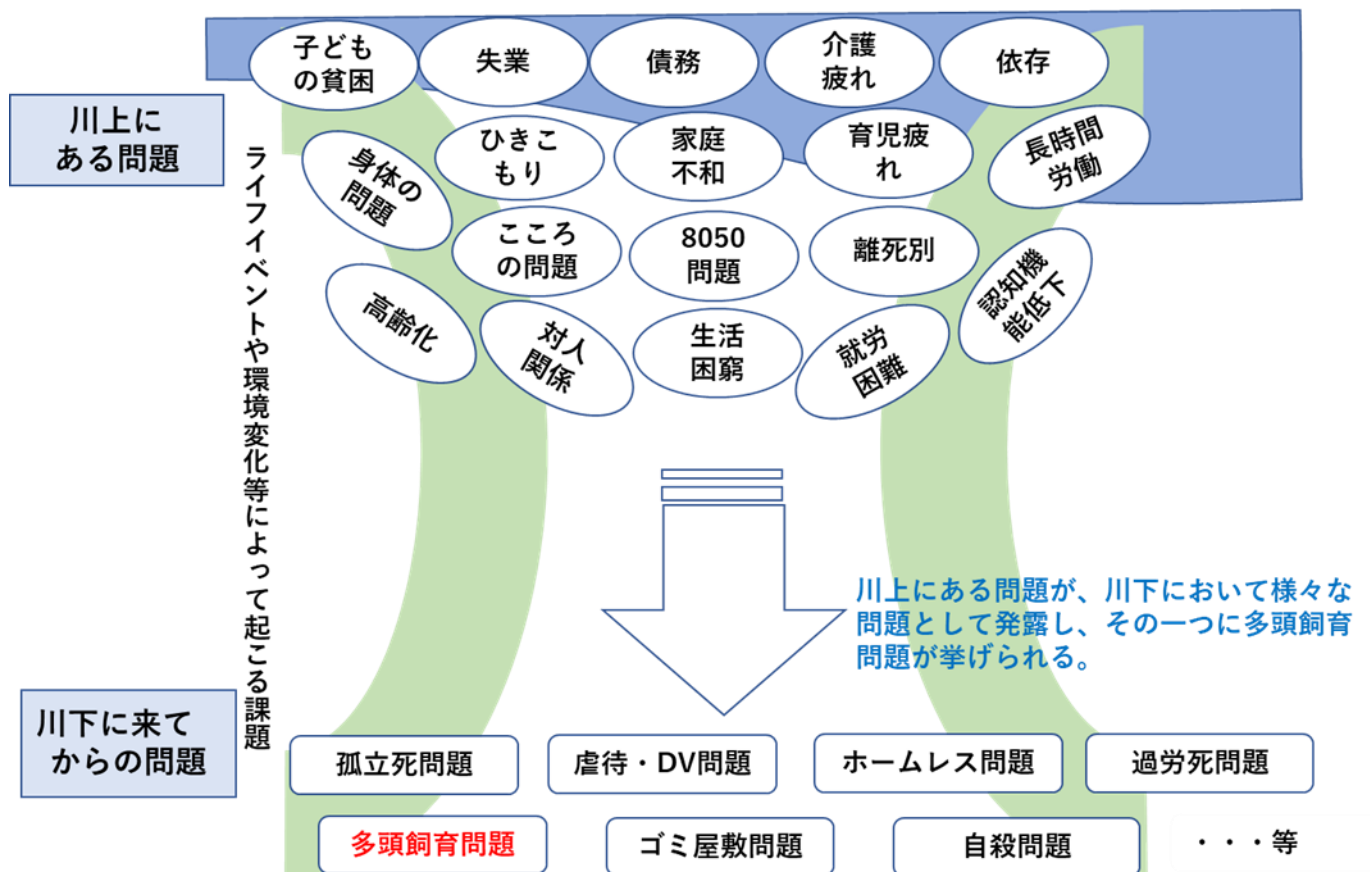 子ども
の貧困
失業
債務
介護
疲れ
依存
川上に
ある問題
ひきこ
もり
家庭
不和
育児疲
れ
長時間
労働
身体の
問題
こころ
の問題
8050
問題
離死別
認知機
能低下
高齢化
対人
関係
生活
困窮
就労
困難
ライフイベントや環境変化等によって起こる課題
川上にある問題が、川下において様々な
問題として発露し、その一つに多頭飼育
問題が挙げられる。
川下に来て
からの問題
孤立死問題
虐待・DV問題
ホームレス問題
過労死問題
多頭飼育問題
ゴミ屋敷問題
自殺問題
・・・等